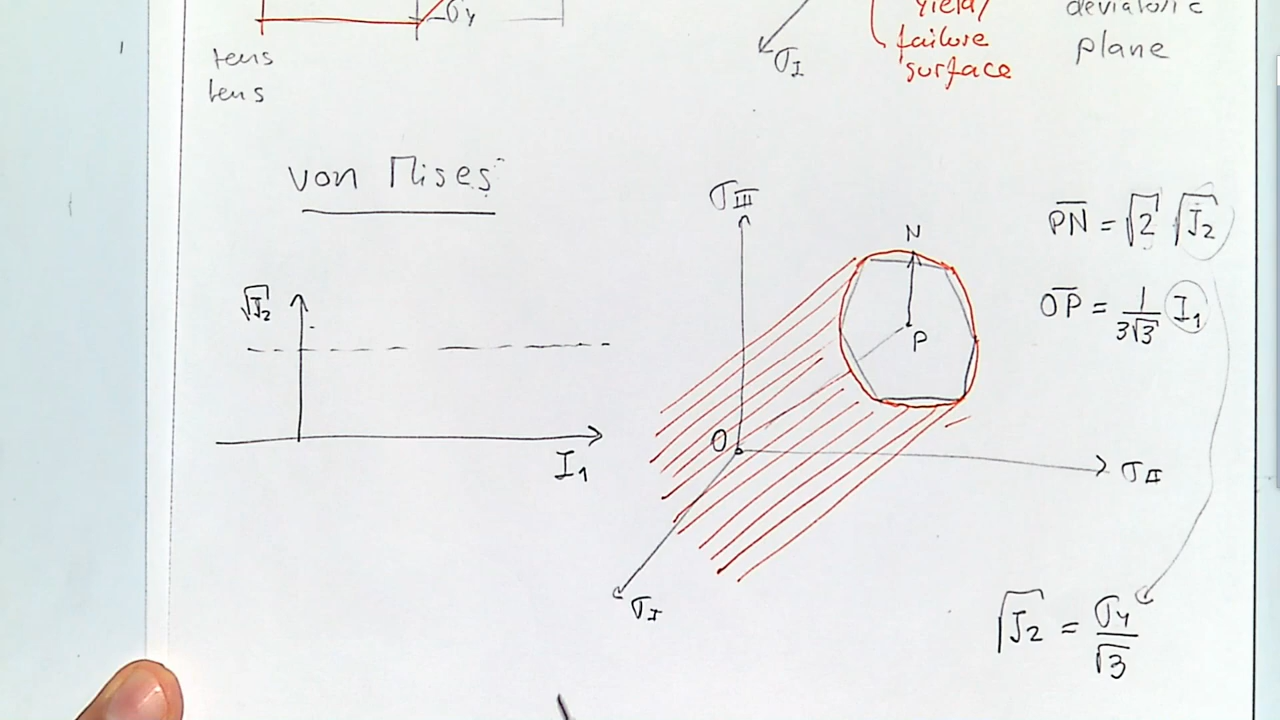 σy
tens
tens
σI
yield/
failure
surface
deviatoric
plane
von Mises
σIII
N
PN = √2 √J2
√J2
OP = 1/3√3 I1
P
O
I1
σII
σI
√J2 = σy/√3